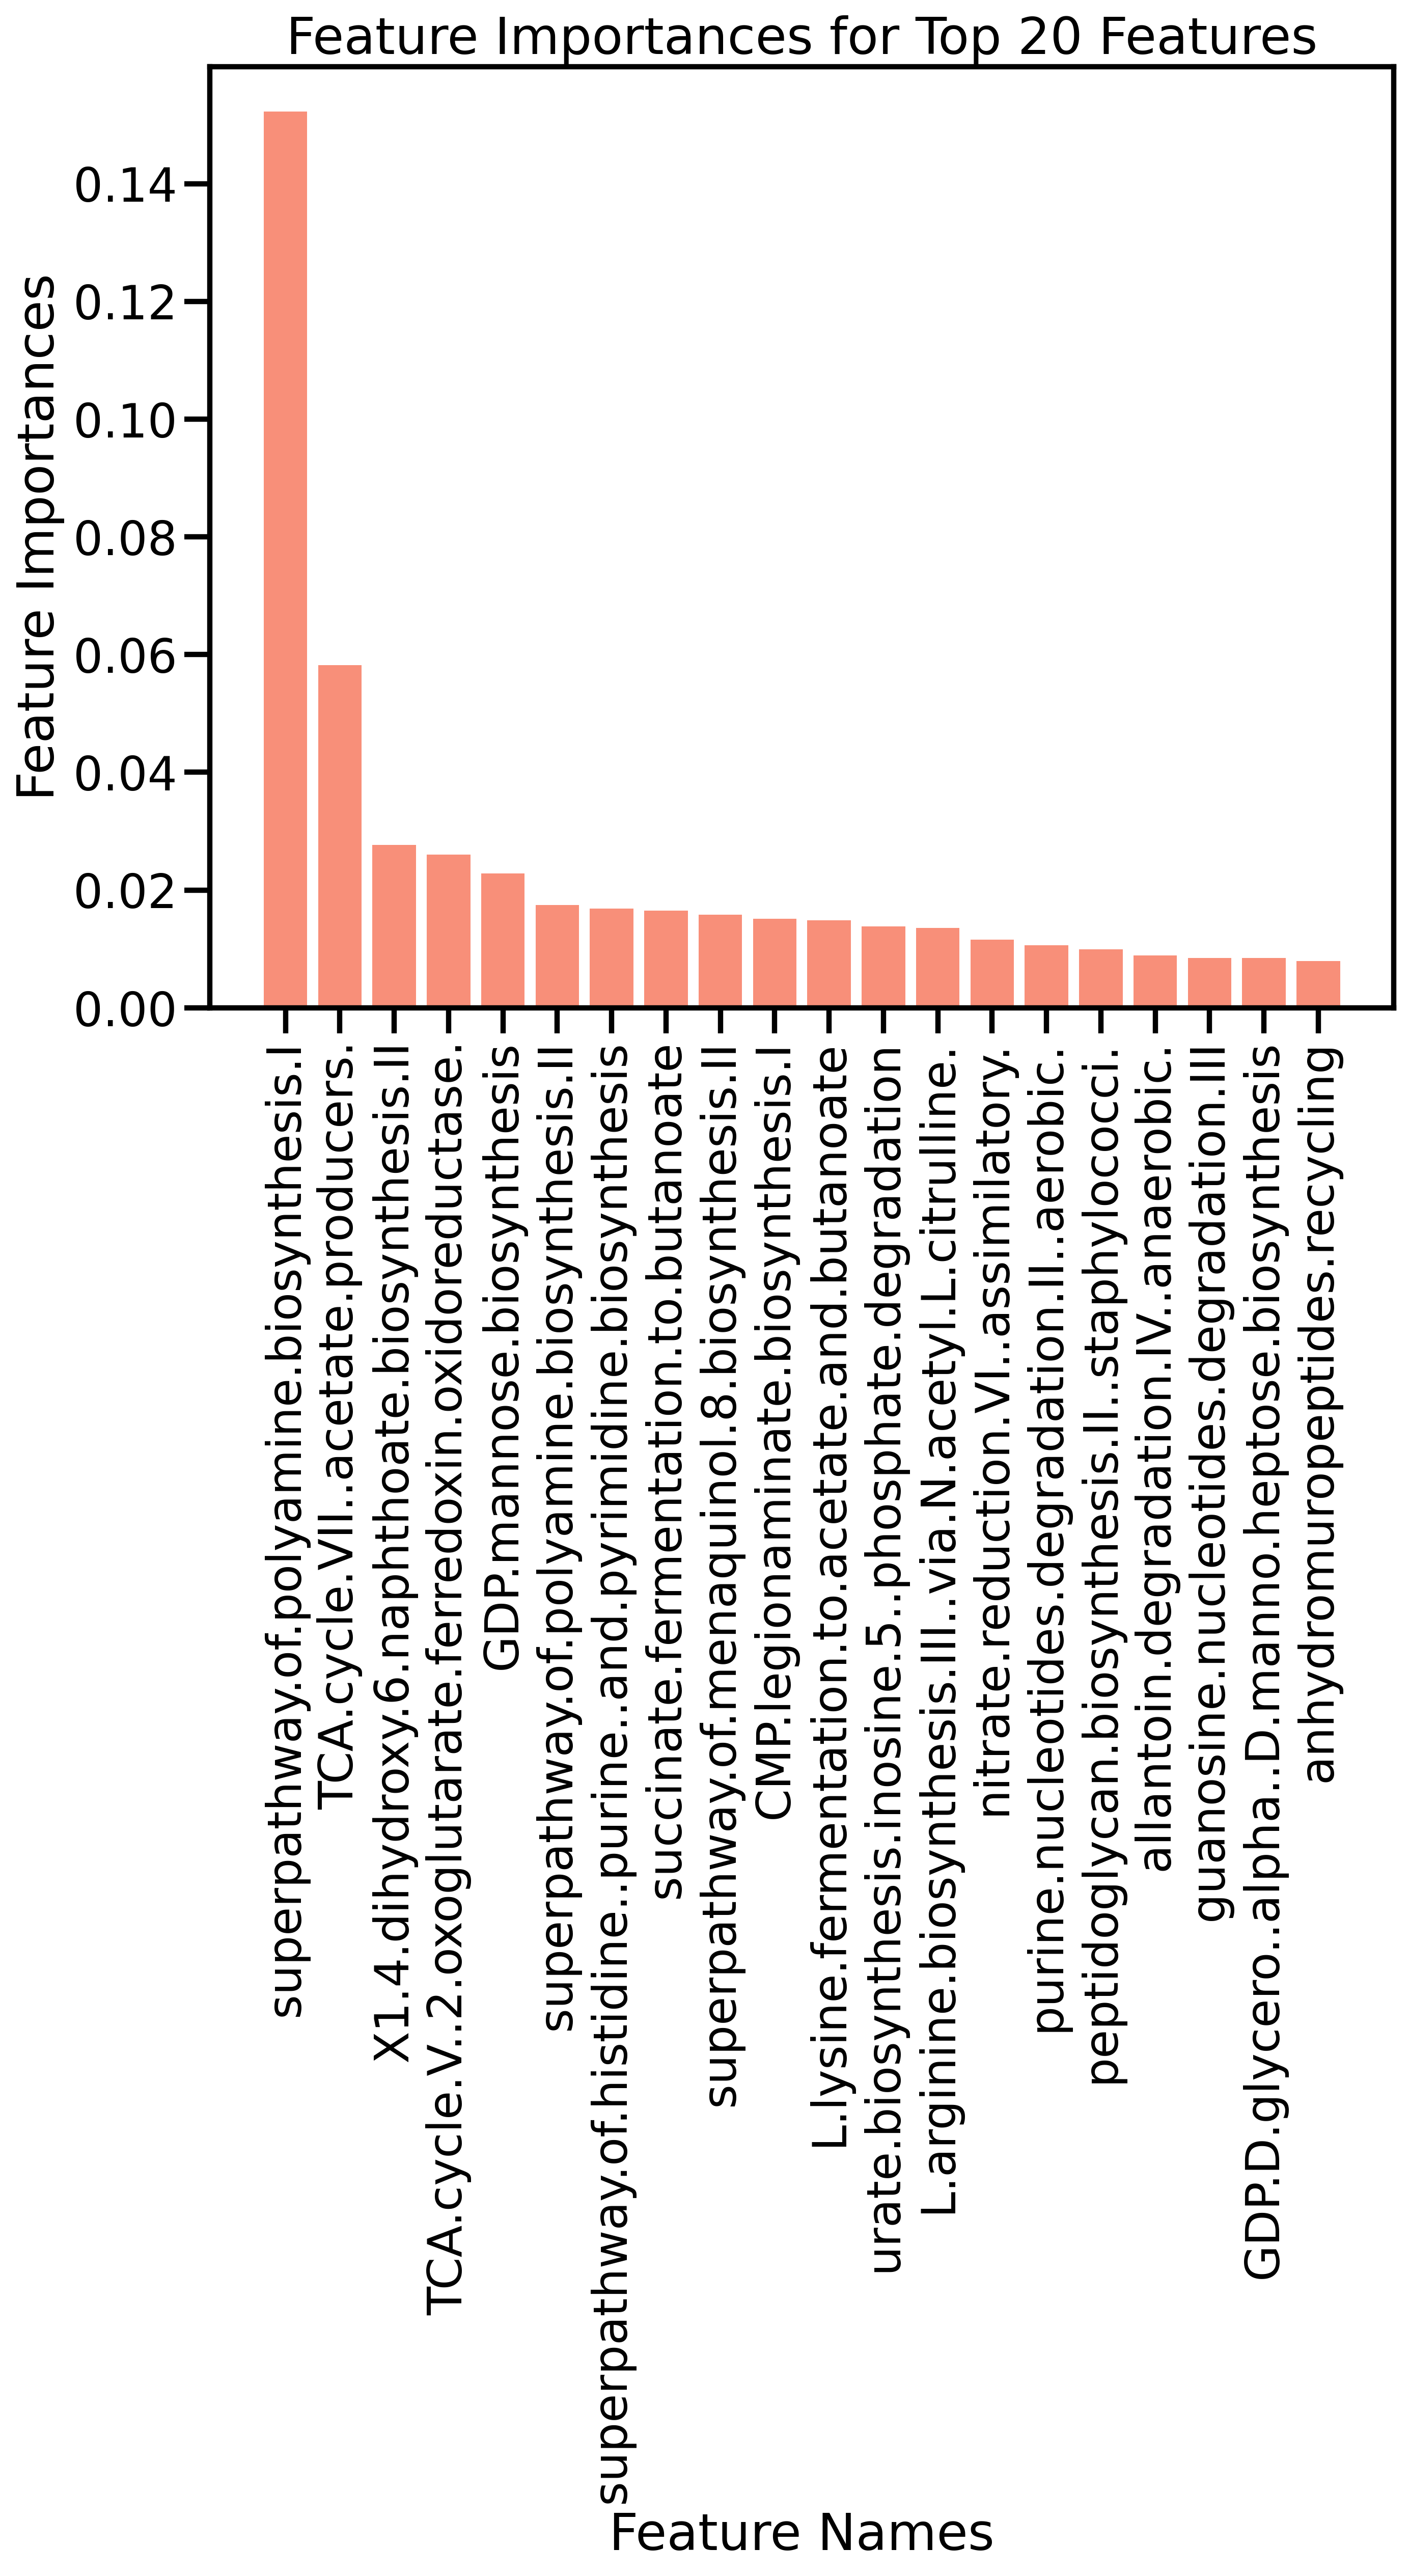 Feature Importances for Top 20 Features
Feature Importances
0.14
0.12
0.10
0.08
0.06
0.04
0.02
0.00
superpathway.of.polyamine.biosynthesis.I
TCA.cycle.VII..acetate.producers.
X1.4.dihydroxy.6.naphthoate.biosynthesis.II
TCA.cycle.V..2.oxoglutarate.ferredoxin.oxidoreductase.
GDP.mannose.biosynthesis
superpathway.of.polyamine.biosynthesis.II
superpathway.of.histidine..purine..and.pyrimidine.biosynthesis
succinate.fermentation.to.butanoate
superpathway.of.menaquinol.8.biosynthesis.II
CMP.legionaminate.biosynthesis.I
L.lysine.fermentation.to.acetate.and.butanoate
urate.biosynthesis.inosine.5..phosphate.degradation
L.arginine.biosynthesis.III..via.N.acetyl.L.citrulline.
nitrate.reduction.VI..assimilatory.
purine.nucleotides.degradation.II..aerobic.
peptidoglycan.biosynthesis.II..staphylococci.
allantoin.degradation.IV..anaerobic.
guanosine.nucleotides.degradation.III
GDP.D.glycero..alpha..D.manno.heptose.biosynthesis
anhydromuropeptides.recycling
Feature Names